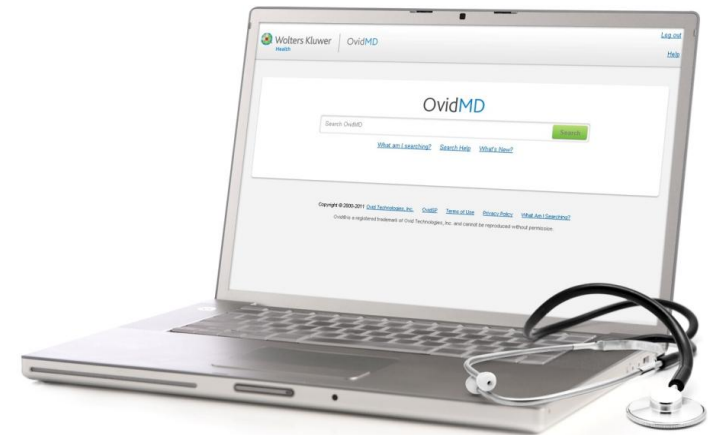 Wolters Kluwer
Health
OvidMD
Log out
Help
OvidMD
Search OvidMD
Search
What am I searching? Search Help What's New?
Copyright © 2000-2011 Ovid Technologies, Inc. OvidSP Terms of Use Privacy Policy What Am I Searching?
Ovid is a registered trademark of Ovid Technologies, Inc. and cannot be reproduced without permission.